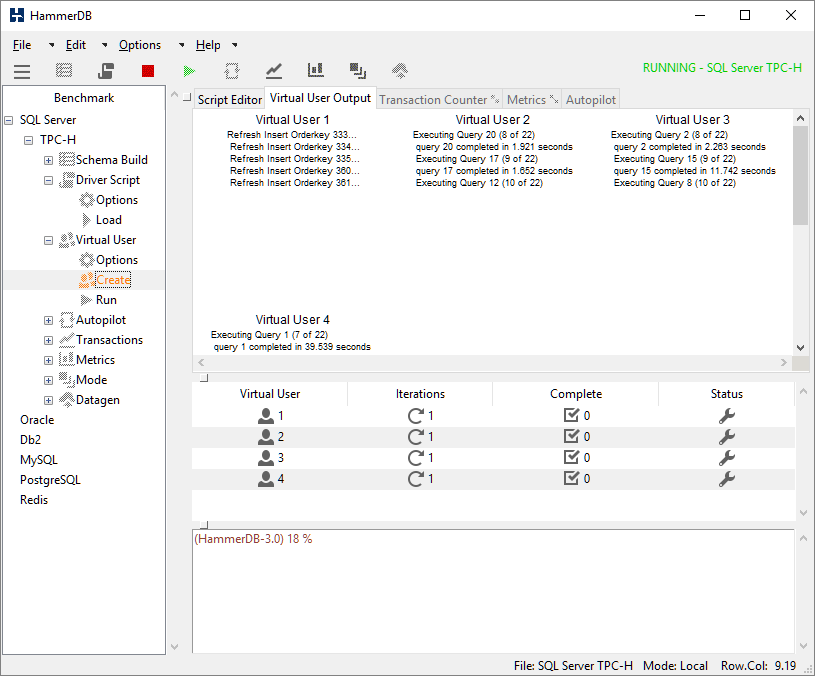 HammerDB
File Edit Options Help
RUNNING - SQL Server TPC-H
Benchmark
SQL Server
TPC-H
Schema Build
Driver Script
Options
Load
Virtual User
Options
Create
Run
Autopilot
Transactions
Metrics
Mode
Datagen
Oracle
Db2
MySQL
PostgreSQL
Redis
Script Editor Virtual User Output Transaction Counter Metrics Autopilot
Virtual User 1
Refresh Insert Orderkey 333...
Refresh Insert Orderkey 334...
Refresh Insert Orderkey 335...
Refresh Insert Orderkey 360...
Refresh Insert Orderkey 361...
Virtual User 2
Executing Query 20 (8 of 22)
query 20 completed in 1.921 seconds
Executing Query 17 (9 of 22)
query 17 completed in 1.652 seconds
Executing Query 12 (10 of 22)
Virtual User 3
Executing Query 2 (8 of 22)
query 2 completed in 2.263 seconds
Executing Query 15 (9 of 22)
query 15 completed in 11.742 seconds
Executing Query 8 (10 of 22)
Virtual User 4
Executing Query 1 (7 of 22)
query 1 completed in 39.539 seconds
Virtual User Iterations Complete Status
1 1 0
2 1 0
3 1 0
4 1 0
(HammerDB-3.0) 18 %
File: SQL Server TPC-H Mode: Local Row.Col: 9.19